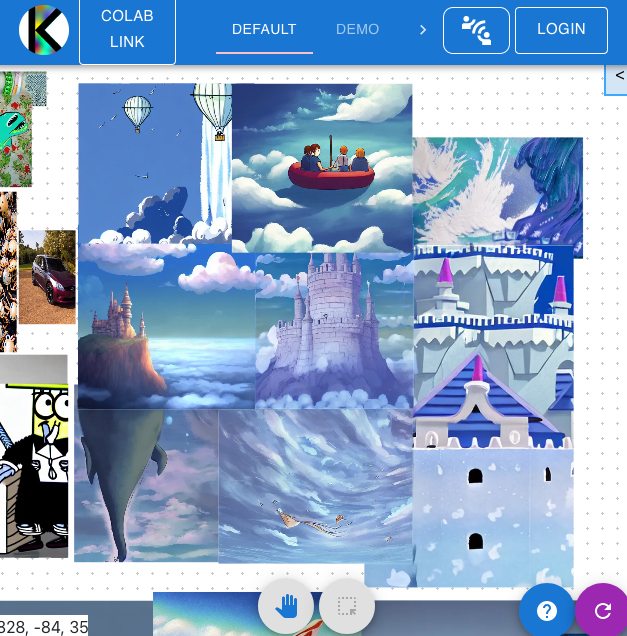 COLAB
LINK
DEFAULT
DEMO
LOGIN
<
328, -84, 35